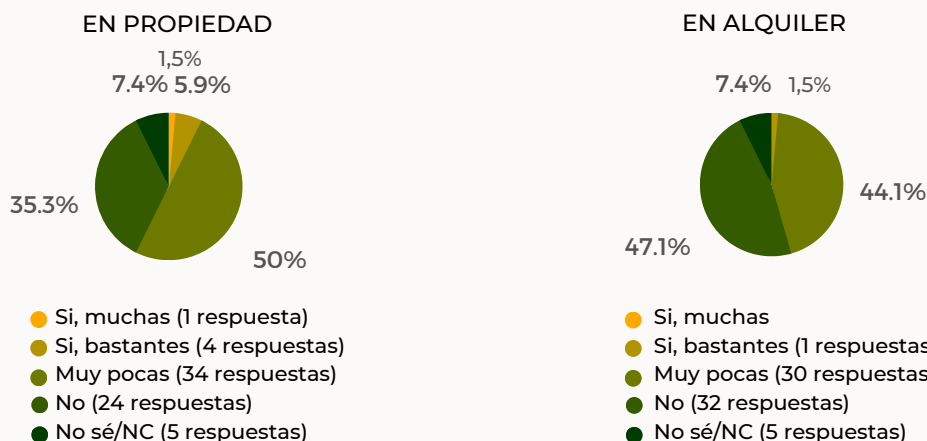 EN PROPIEDAD
1,5%
7.4% 5.9%
35.3%
50%
Si, muchas (1 respuesta)
Si, bastantes (4 respuestas)
Muy pocas (34 respuestas)
No (24 respuestas)
No sé/NC (5 respuestas)
EN ALQUILER
7.4% 1,5%
44.1%
47.1%
Si, muchas
Si, bastantes (1 respuestas
Muy pocas (30 respuestas
No (32 respuestas)
No sé/NC (5 respuestas)